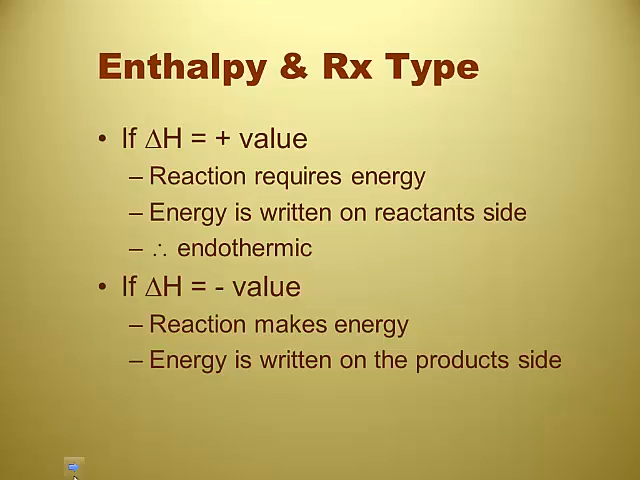 Enthalpy & Rx Type
• If ∆H = + value
– Reaction requires energy
– Energy is written on reactants side
– ∴ endothermic
• If ∆H = - value
– Reaction makes energy
– Energy is written on the products side